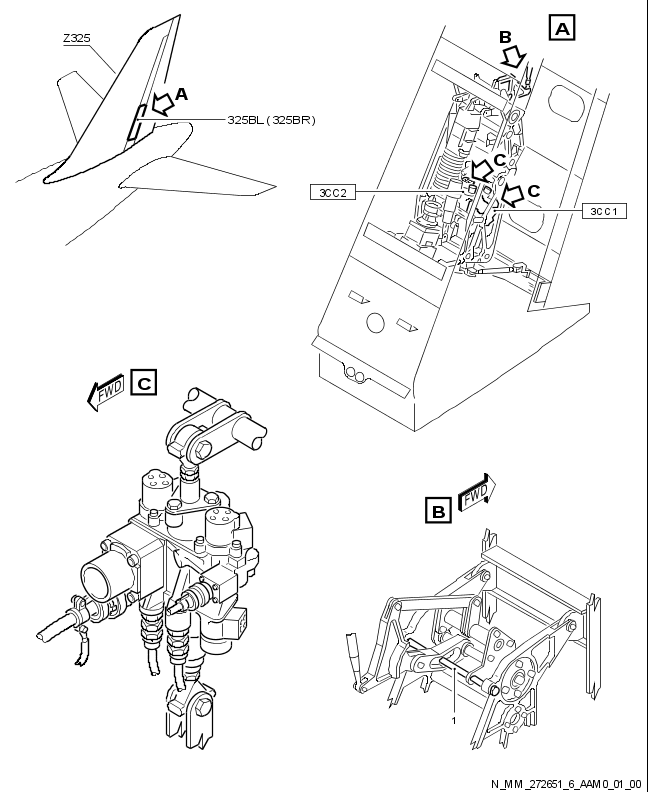 Z325
A
325BL(325BR)
B
A
C
C
3CC2
3CC1
FWD
C
B
FWD
1
N_MM_272651_6_AAM0_01_00